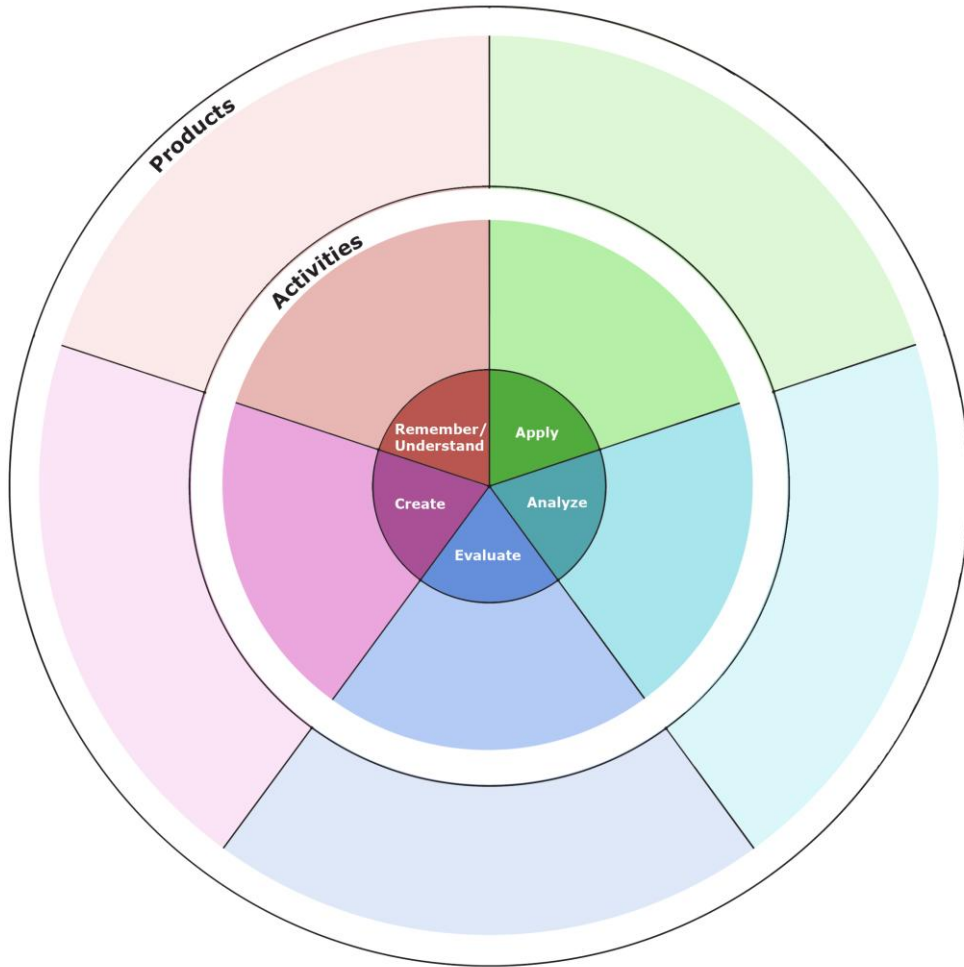 Products
Activities
Remember/
Understand
Apply
Create
Analyze
Evaluate